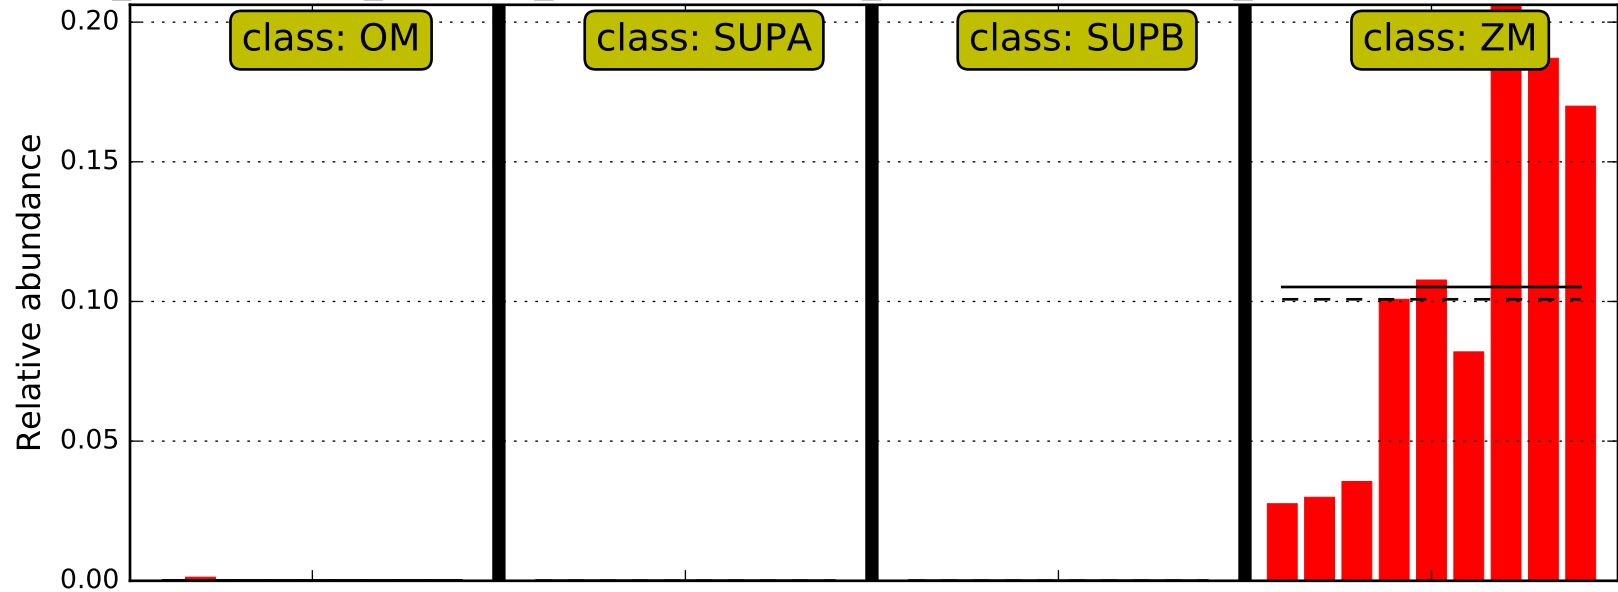 class: OM
class: SUPA
class: SUPB
class: ZM
Relative abundance
0.20
0.15
0.10
0.05
0.00